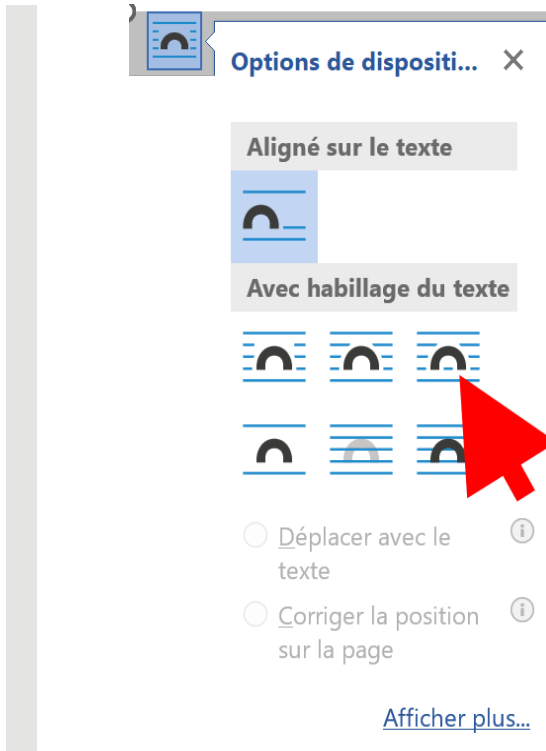 Options de dispositi...
Aligné sur le texte
Avec habillage du texte
Déplacer avec le
texte
Corriger la position
sur la page
Afficher plus...